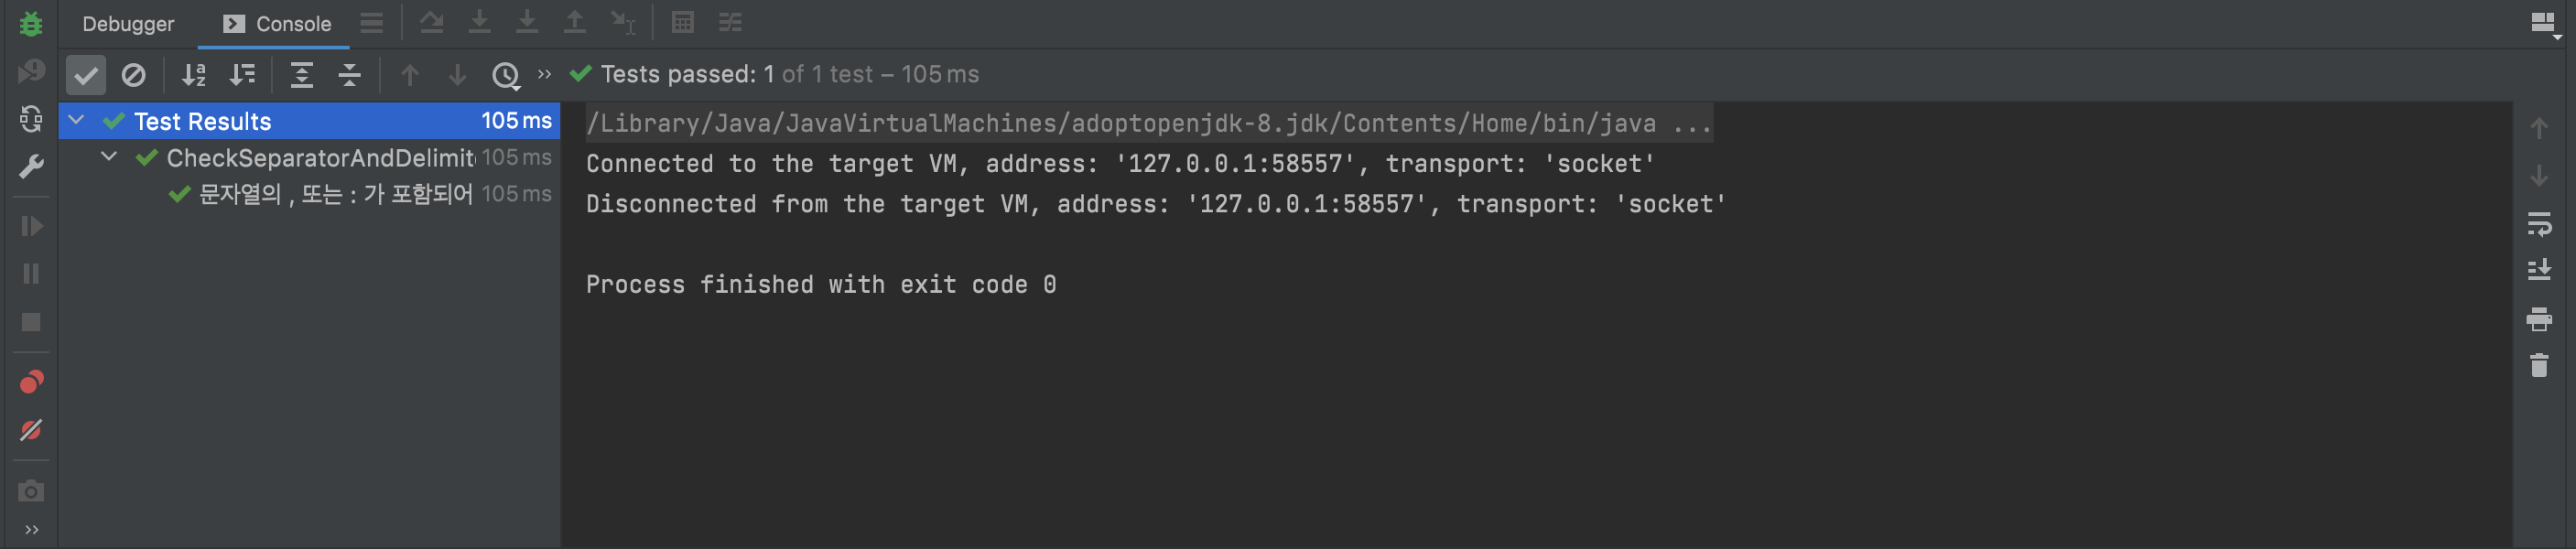 Debugger Console
Tests passed: 1 of 1 test – 105 ms
Test Results 105 ms
CheckSeparatorAndDelimit 105 ms
문자열의 , 또는 : 가 포함되어 105 ms
/Library/Java/JavaVirtualMachines/adoptopenjdk-8.jdk/Contents/Home/bin/java ...
Connected to the target VM, address: '127.0.0.1:58557', transport: 'socket'
Disconnected from the target VM, address: '127.0.0.1:58557', transport: 'socket'
Process finished with exit code 0